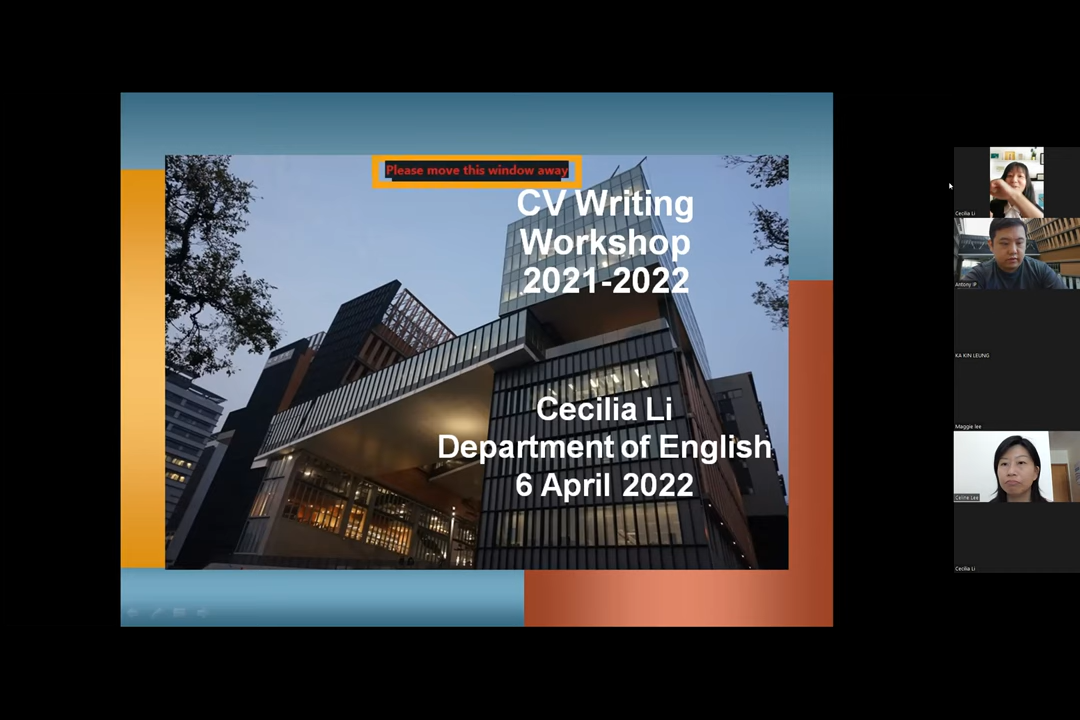 Please move this window away
CV Writing
Workshop
2021-2022
Cecilia Li
Department of English
6 April 2022
Cecilia Li
Antony IP
KA KIN LEUNG
Maggie lee
Celine Lee
Cecilia Li